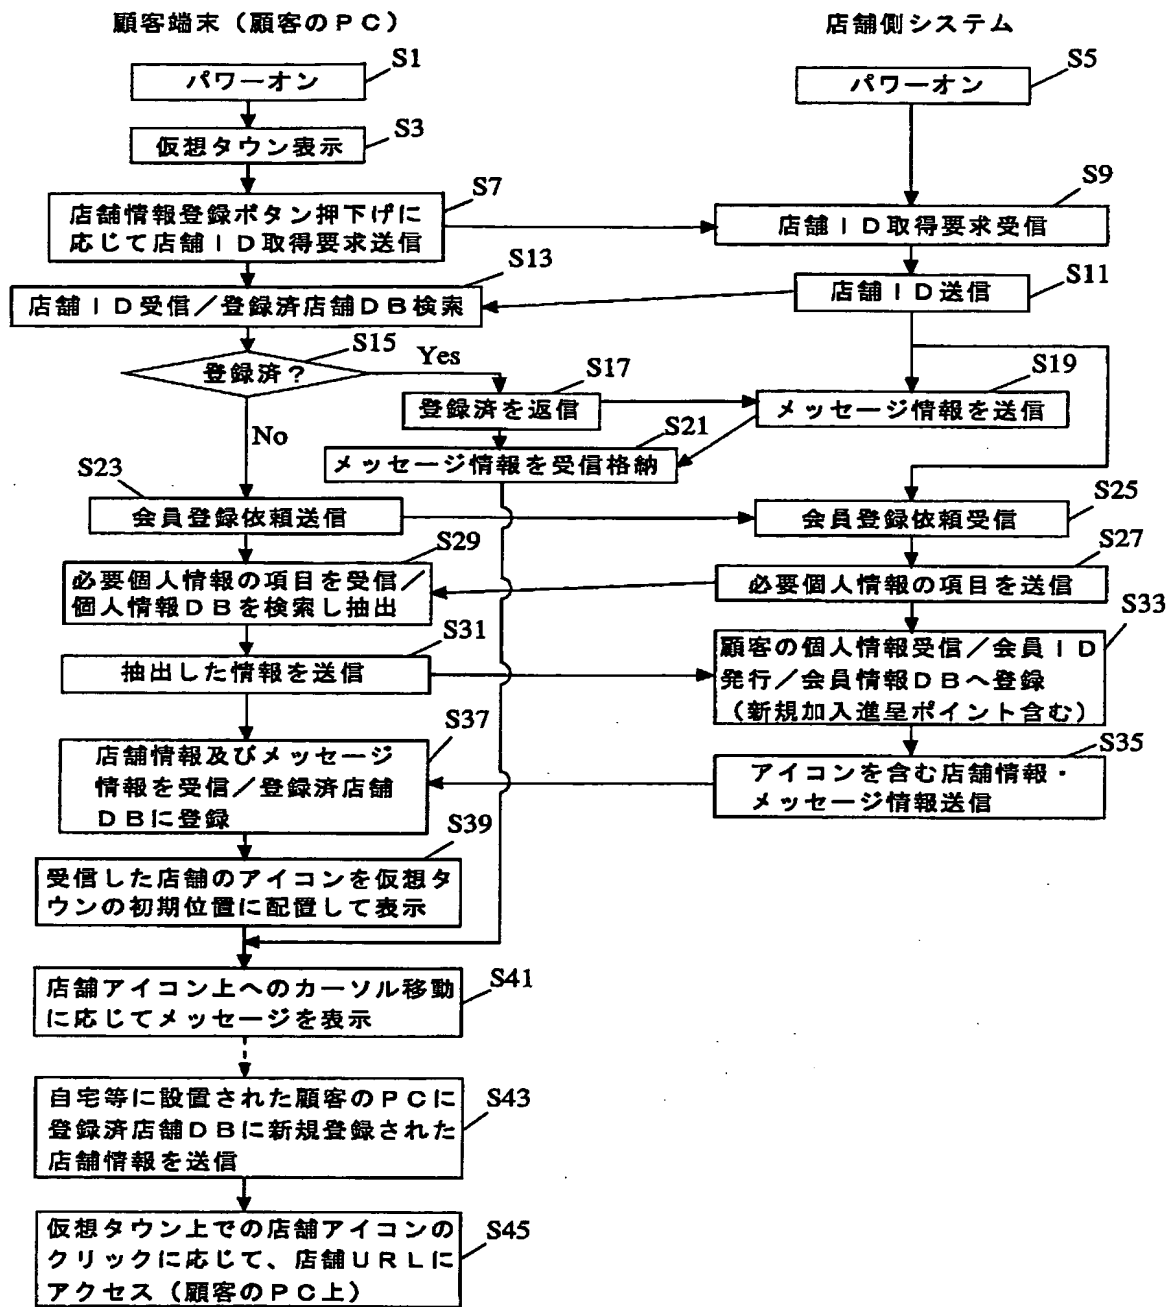 顧客端末（顧客のＰＣ）
店舗側システム
S1
パワーオン
S5
パワーオン
S3
仮想タウン表示
S7
店舗情報登録ボタン押下げに
応じて店舗ＩＤ取得要求送信
S9
店舗ＩＤ取得要求受信
S13
店舗ＩＤ受信／登録済店舗ＤＢ検索
S11
店舗ＩＤ送信
S15
登録済？
Yes
No
S17
登録済を返信
S19
メッセージ情報を送信
S21
メッセージ情報を受信格納
S23
会員登録依頼送信
S25
会員登録依頼受信
S29
必要個人情報の項目を受信／
個人情報ＤＢを検索し抽出
S27
必要個人情報の項目を送信
S31
抽出した情報を送信
S33
顧客の個人情報受信／会員ＩＤ
発行／会員情報ＤＢへ登録
（新規加入進呈ポイント含む）
S37
店舗情報及びメッセージ
情報を受信／登録済店舗
ＤＢに登録
S35
アイコンを含む店舗情報・
メッセージ情報送信
S39
受信した店舗のアイコンを仮想タ
ウンの初期位置に配置して表示
S41
店舗アイコン上へのカーソル移動
に応じてメッセージを表示
S43
自宅等に設置された顧客のＰＣに
登録済店舗ＤＢに新規登録された
店舗情報を送信
S45
仮想タウン上での店舗アイコンの
クリックに応じて、店舗ＵＲＬに
アクセス（顧客のＰＣ上）